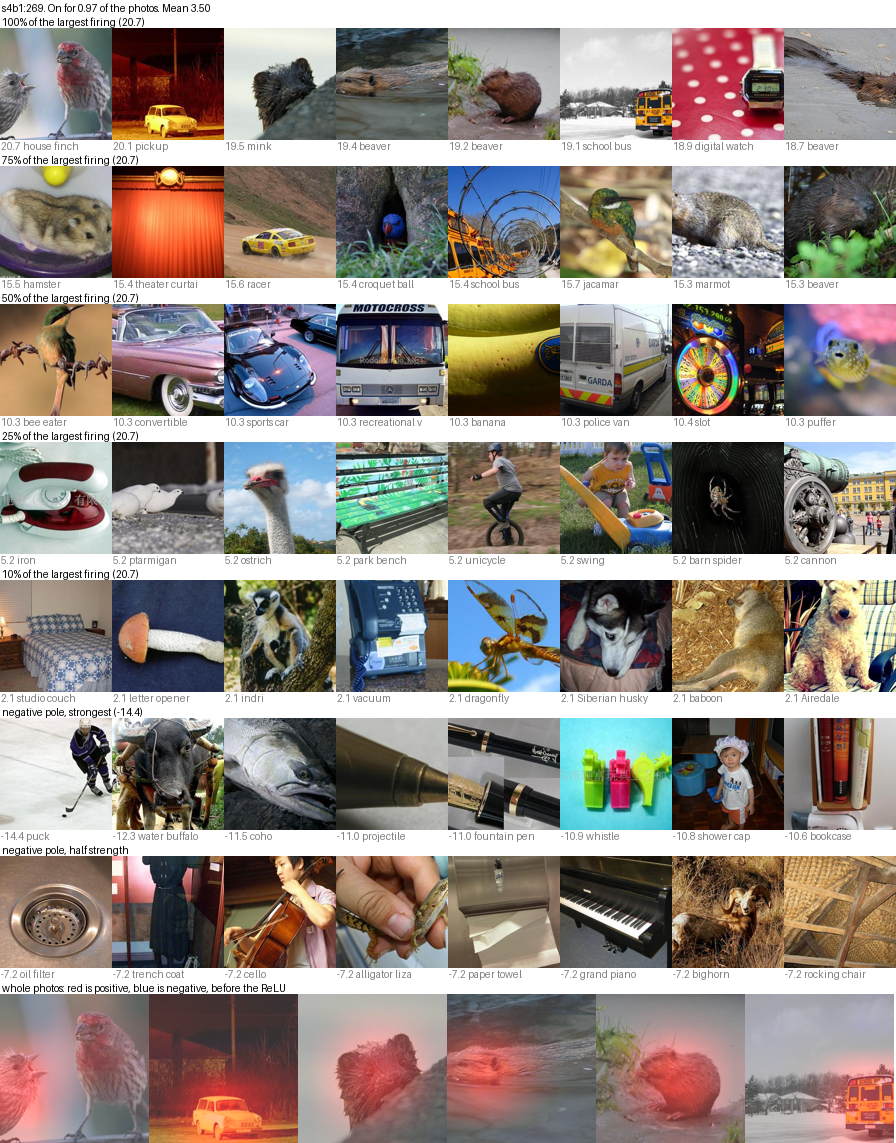 s4b1:269. On for 0.97 of the photos. Mean 3.50
100% of the largest firing (20.7)
20.7 house finch
20.1 pickup
19.5 mink
19.4 beaver
19.2 beaver
19.1 school bus
18.9 digital watch
18.7 beaver
75% of the largest firing (20.7)
15.5 hamster
15.4 theater curtai
15.6 racer
15.4 croquet ball
15.4 school bus
15.7 jacamar
15.3 marmot
15.3 beaver
50% of the largest firing (20.7)
MOTOCROSS
GARDA
10.3 bee eater
10.3 convertible
10.3 sports car
10.3 recreational v
10.3 banana
10.3 police van
10.4 slot
10.3 puffer
25% of the largest firing (20.7)
5.2 iron
5.2 ptarmigan
5.2 ostrich
5.2 park bench
5.2 unicycle
5.2 swing
5.2 barn spider
5.2 cannon
10% of the largest firing (20.7)
2.1 studio couch
2.1 letter opener
2.1 indri
2.1 vacuum
2.1 dragonfly
2.1 Siberian husky
2.1 baboon
2.1 Airedale
negative pole, strongest (-14.4)
-14.4 puck
-12.3 water buffalo
-11.5 coho
-11.0 projectile
-11.0 fountain pen
-10.9 whistle
-10.8 shower cap
-10.6 bookcase
negative pole, half strength
-7.2 oil filter
-7.2 trench coat
-7.2 cello
-7.2 alligator liza
-7.2 paper towel
-7.2 grand piano
-7.2 bighorn
-7.2 rocking chair
whole photos: red is positive, blue is negative, before the ReLU